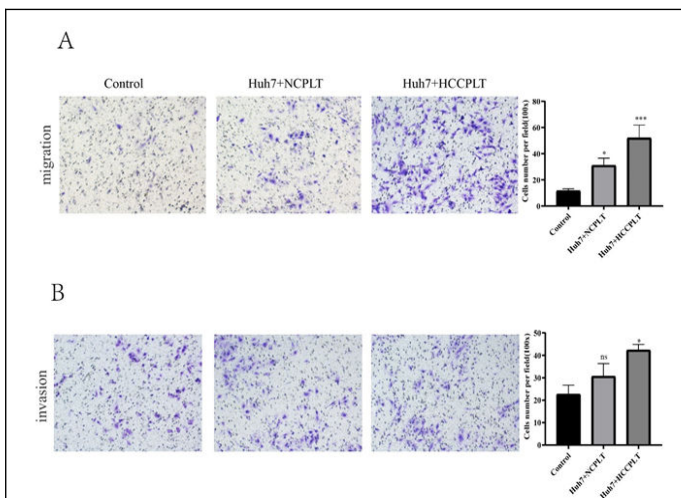 A
Control
Huh7+NCPLT
Huh7+HCCPLT
migration
Cells number per field(100x)
80
60
40
20
0
*
***
Control
Huh7+NCPLT
Huh7+HCCPLT
B
invasion
Cells number per field(100x)
50
40
30
20
10
0
ns
*
Control
Huh7+NCPLT
Huh7+HCCPLT